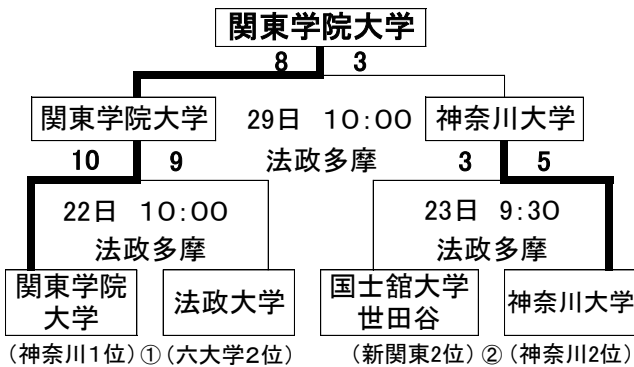 関東学院大学
8 3
関東学院大学 29日 10:00 神奈川大学
10 9 法政多摩 3 5
22日 10:00 23日 9:30
法政多摩 法政多摩
関東学院 国士舘大学
大学 法政大学 世田谷 神奈川大学
(神奈川1位)①(六大学2位) (新関東2位)②(神奈川2位)